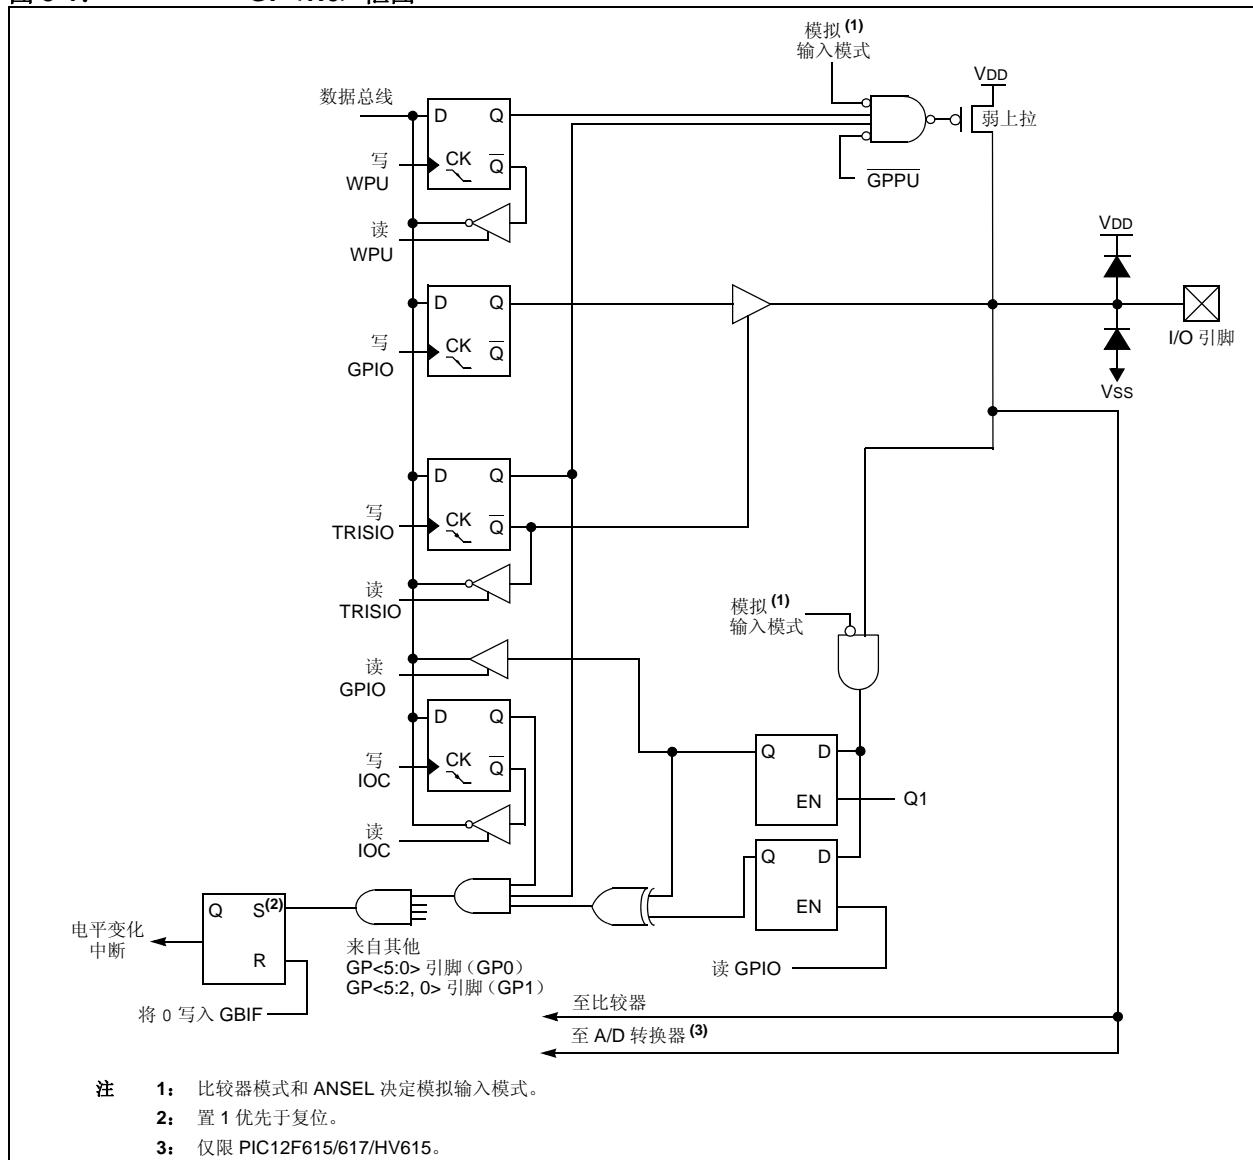 模拟 (1)
输入模式
VDD
数据总线
D Q
弱上拉
写
WPU
CK Q
GPPU
读
WPU
VDD
D Q
写
GPIO
CK Q
I/O 引脚
VSS
D Q
写
TRISIO
CK Q
读
TRISIO
模拟 (1)
输入模式
读
GPIO
D Q
写
IOC
CK Q
Q D
EN
Q1
读
IOC
Q D
EN
Q S(2)
R
电平变化
中断
来自其他
GP<5:0> 引脚（GP0）
GP<5:2, 0> 引脚（GP1）
读 GPIO
将 0 写入 GBIF
至比较器
至 A/D 转换器 (3)
注 1： 比较器模式和 ANSEL 决定模拟输入模式。
2： 置 1 优先于复位。
3： 仅限 PIC12F615/617/HV615。